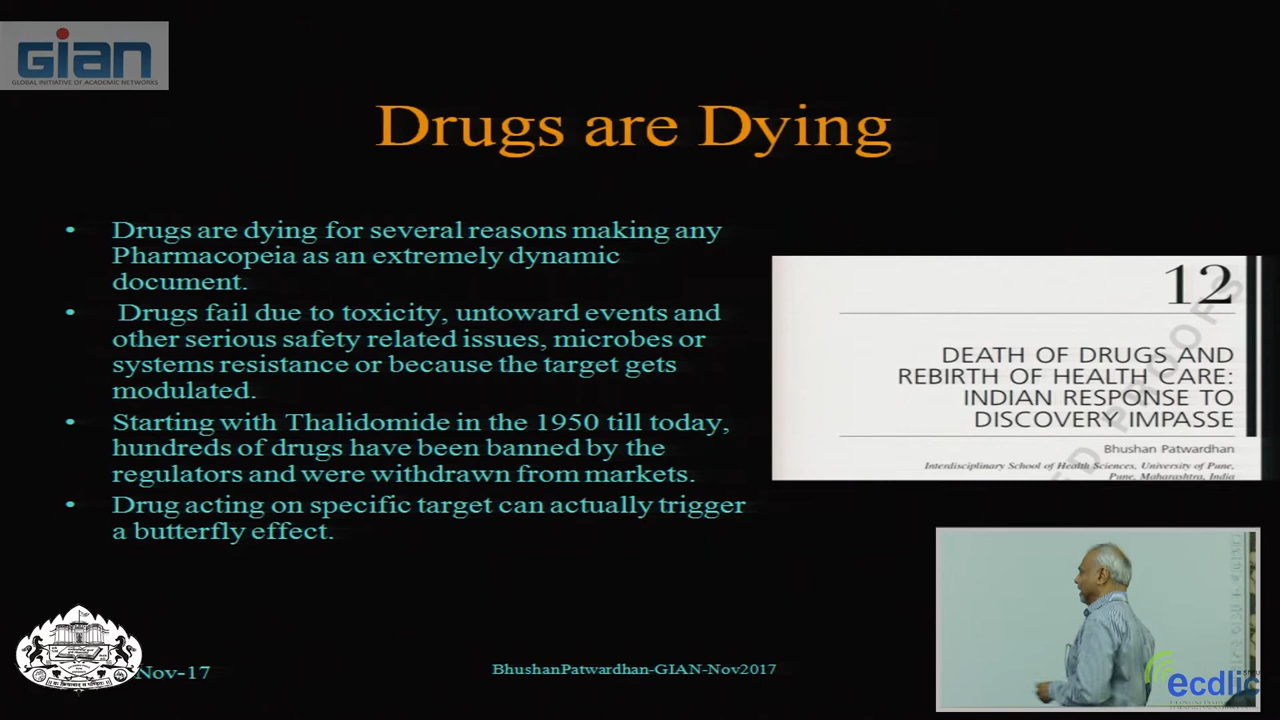 GIAN
GLOBAL INITIATIVE OF ACADEMIC NETWORKS
Drugs are Dying
• Drugs are dying for several reasons making any
Pharmacopeia as an extremely dynamic
document.
• Drugs fail due to toxicity, untoward events and
other serious safety related issues, microbes or
systems resistance or because the target gets
modulated.
• Starting with Thalidomide in the 1950 till today,
hundreds of drugs have been banned by the
regulators and were withdrawn from markets.
• Drug acting on specific target can actually trigger
a butterfly effect.
12
DEATH OF DRUGS AND
REBIRTH OF HEALTH CARE:
INDIAN RESPONSE TO
DISCOVERY IMPASSE
Bhushan Patwardhan
Interdisciplinary School of Health Sciences, University of Pune,
Pune, Maharashtra, India
PROOFS
Nov-17
BhushanPatwardhan-GIAN-Nov2017
ecdlic